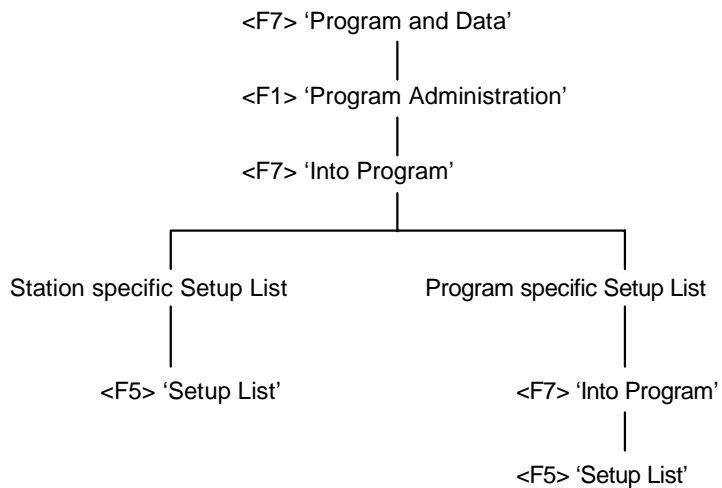 <F7> ‘Program and Data’
<F1> ‘Program Administration’
<F7> ‘Into Program’
Station specific Setup List
Program specific Setup List
<F5> ‘Setup List’
<F7> ‘Into Program’
<F5> ‘Setup List’